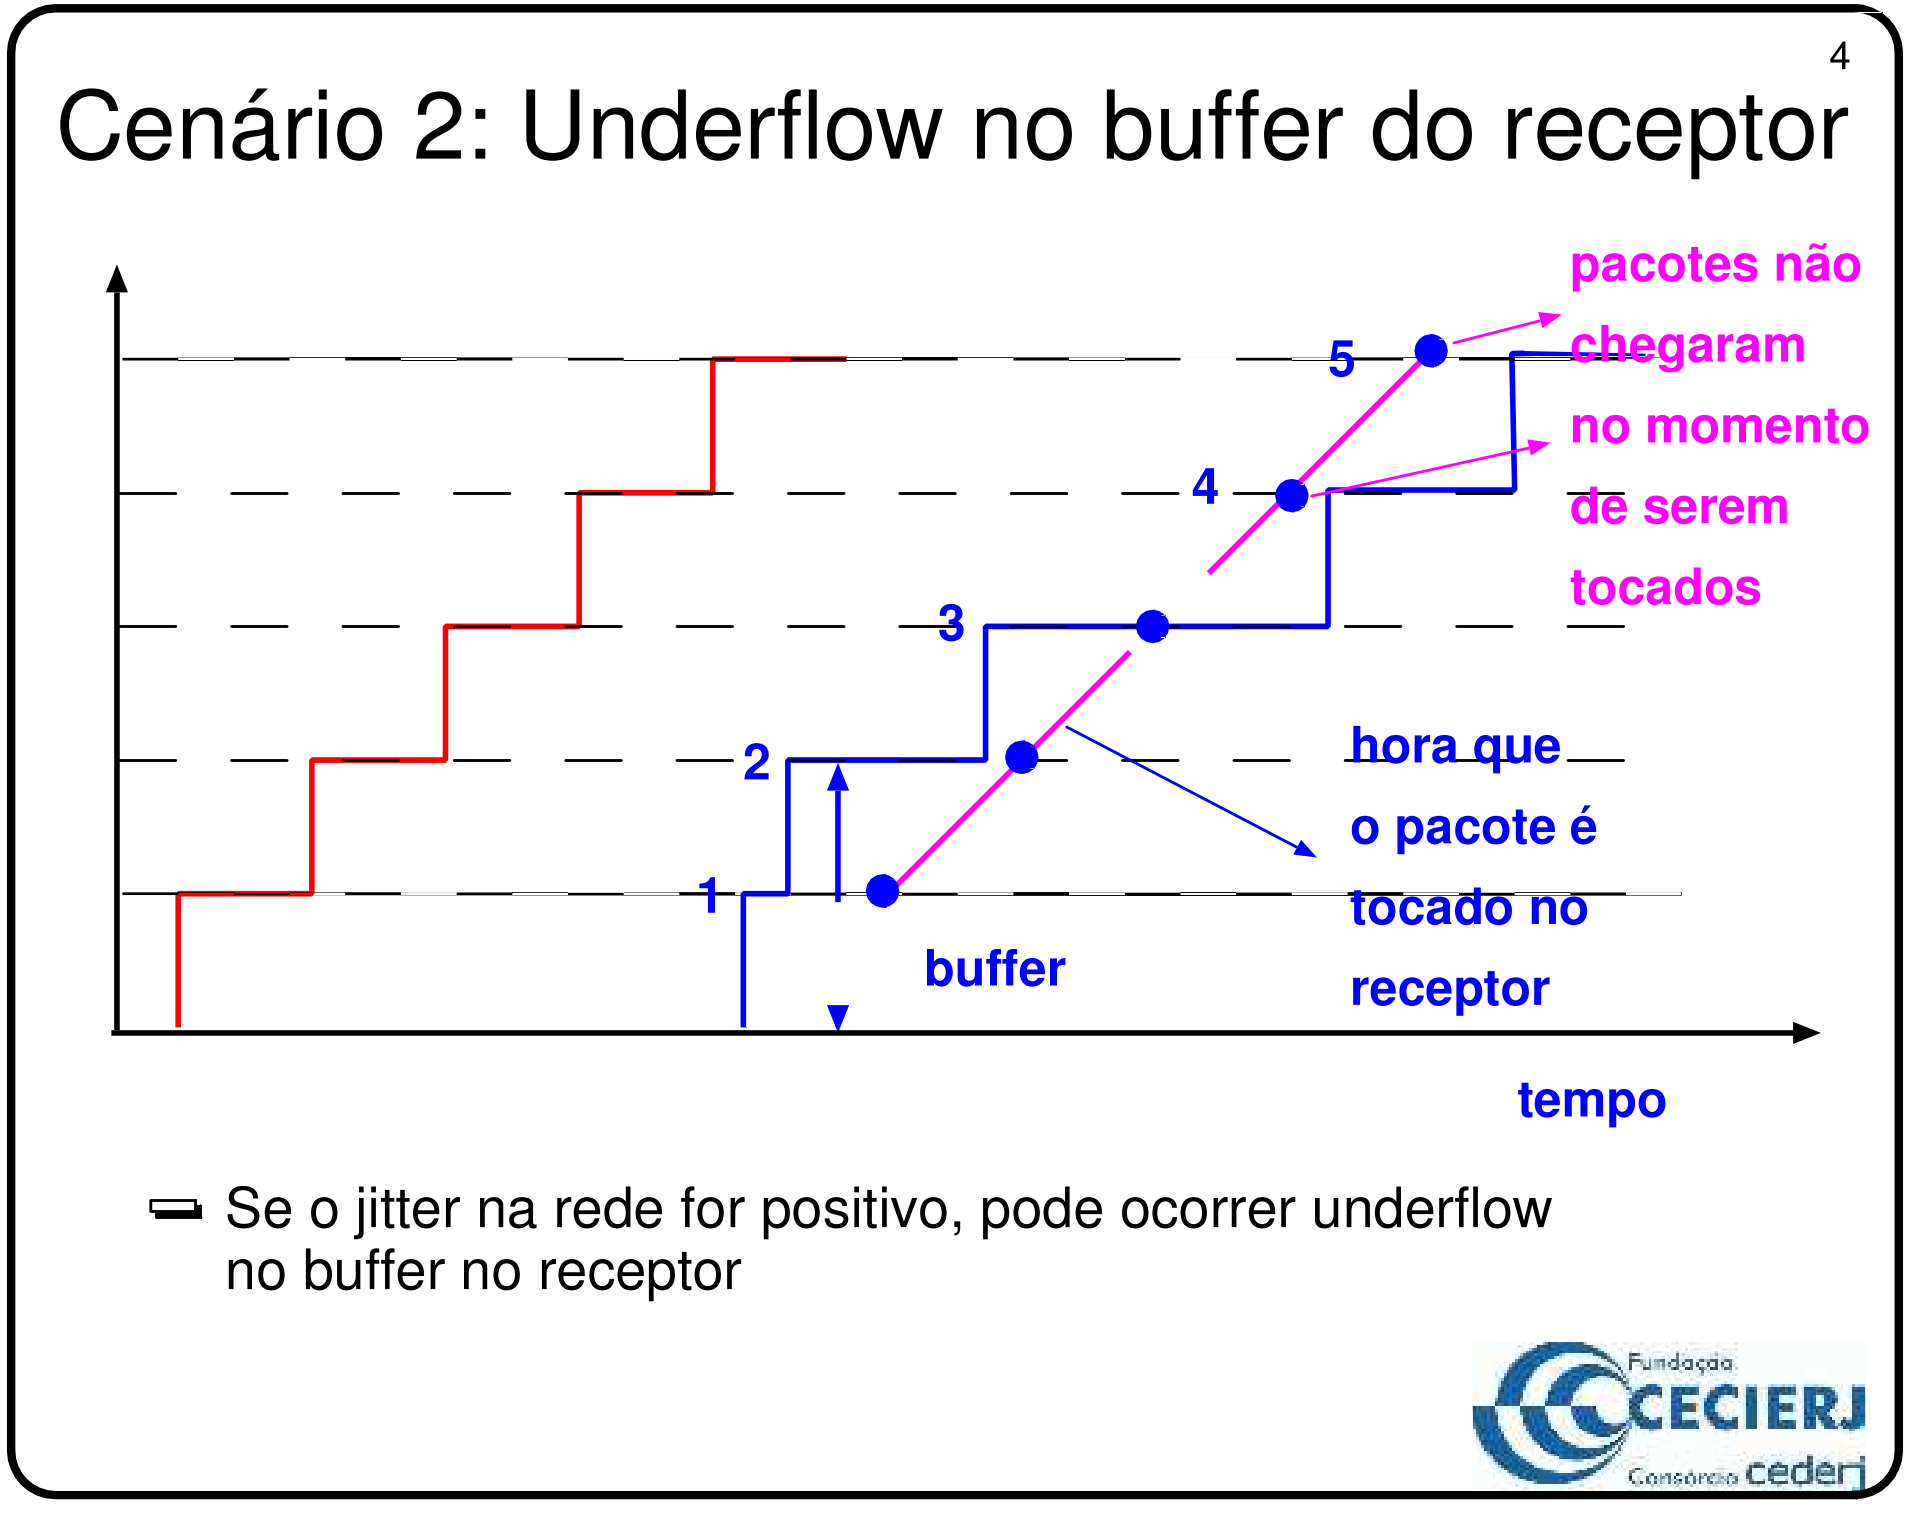 4
Cenário 2: Underflow no buffer do receptor
pacotes não
chegaram
no momento
de serem
tocados
5
4
3
2
1
hora que
o pacote é
tocado no
receptor
buffer
tempo
Se o jitter na rede for positivo, pode ocorrer underflow
no buffer no receptor
Fundação
CECIERJ
Consórcio cederj